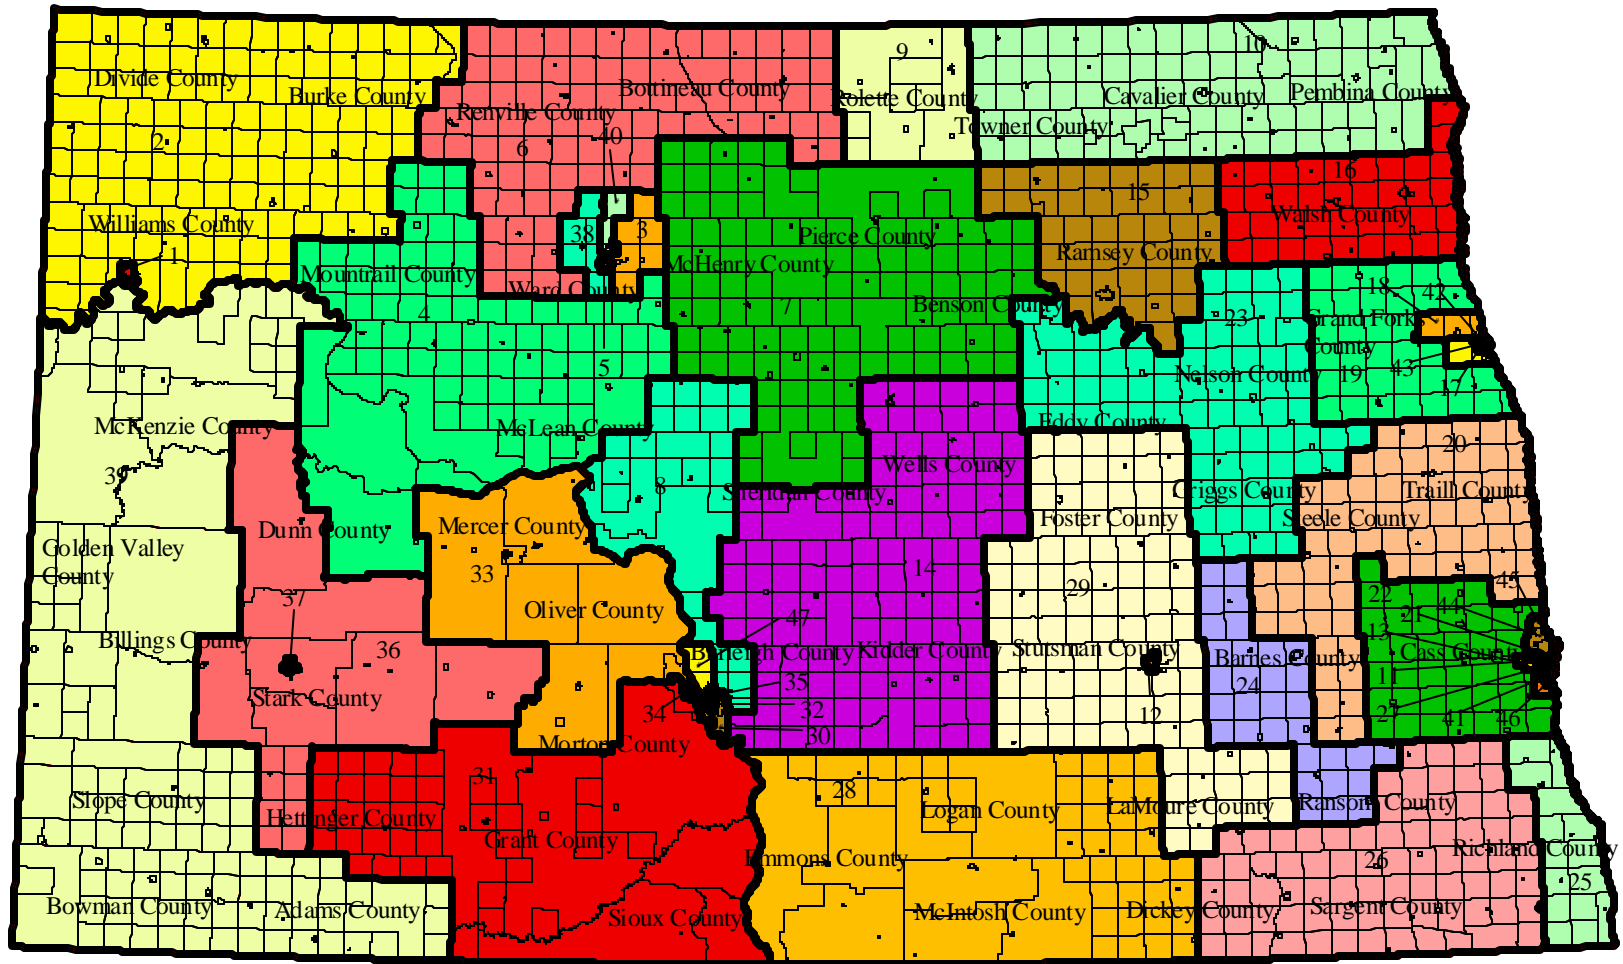 10
9
Divide County
Burke County
Bottineau County
Rolette County
Cavalier County
Pembina County
Renville County
Towner County
40
2
6
16
15
Walsh County
Williams County
38
3
Pierce County
Ramsey County
1
Mountrail County
McHenry County
Ward County
18
42
4
7
Benson County
23
Grand Forks
County
5
Nelson County
19
43
17
McKenzie County
McLean County
Eddy County
20
39
8
Wells County
Sheridan County
Griggs County
Traill County
Dunn County
Mercer County
Foster County
Steele County
Golden Valley
County
33
14
29
45
37
Oliver County
47
22
21
44
13
Billings County
36
Burleigh County
Kidder County
Stutsman County
Barnes County
Cass County
35
24
11
Stark County
34
32
12
27
41
46
30
Morton County
31
28
Slope County
Hettinger County
Logan County
LaMoure County
Ransom County
Grant County
Emmons County
26
Richland County
25
Bowman County
Adams County
Sioux County
McIntosh County
Dickey County
Sargent County